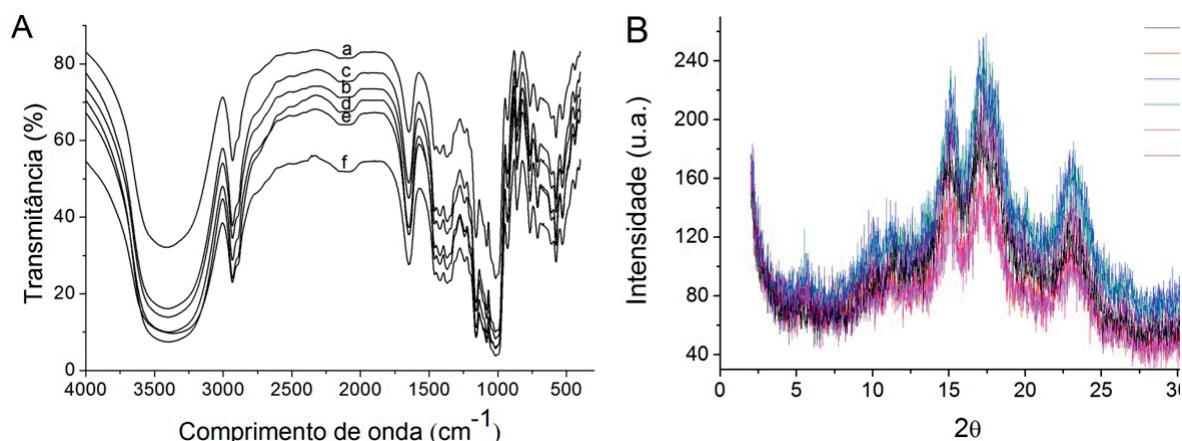 A
Transmitância (%)
80
60
40
20
0
a
c
b
d
e
f
4000 3500 3000 2500 2000 1500 1000 500
Comprimento de onda (cm-1)
B
Intensidade (u.a.)
240
200
160
120
80
40
0 5 10 15 20 25 30
2θ